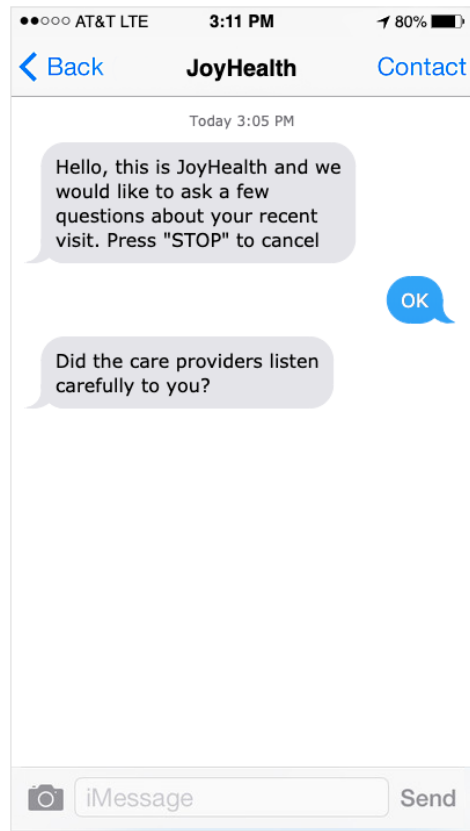 AT&T LTE 3:11 PM 80%
Back JoyHealth Contact
Today 3:05 PM
Hello, this is JoyHealth and we
would like to ask a few
questions about your recent
visit. Press "STOP" to cancel
OK
Did the care providers listen
carefully to you?
iMessage Send